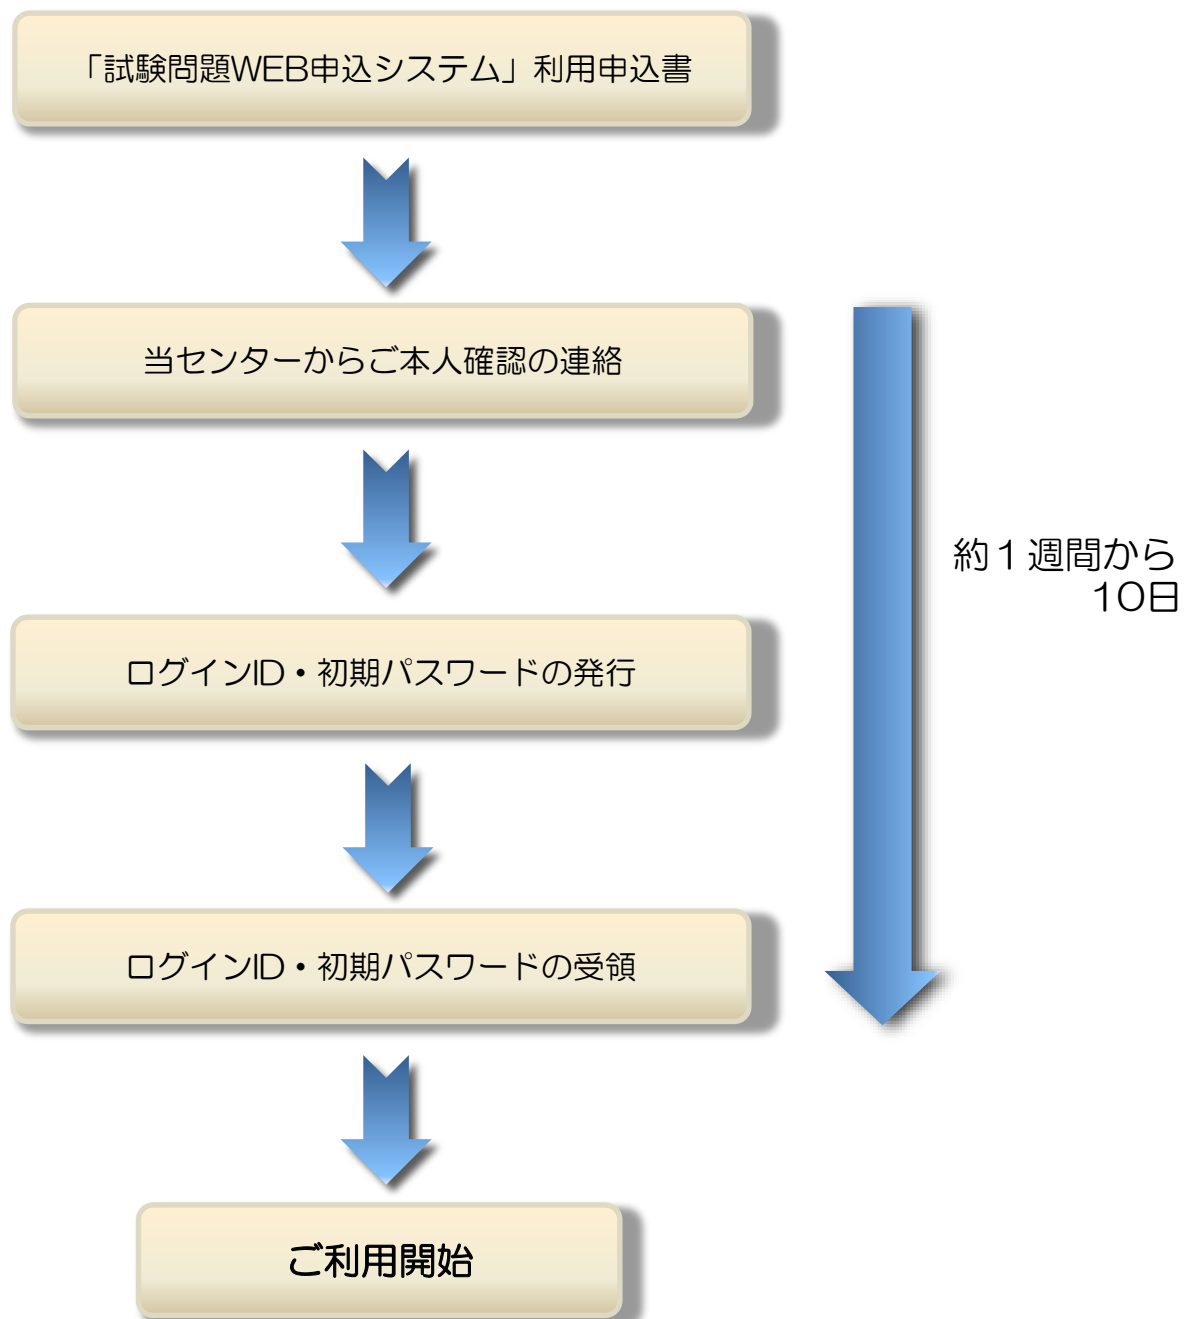 「試験問題WEB申込システム」利用申込書
当センターからご本人確認の連絡
約１週間から
10日
ログインID・初期パスワードの発行
ログインID・初期パスワードの受領
ご利用開始